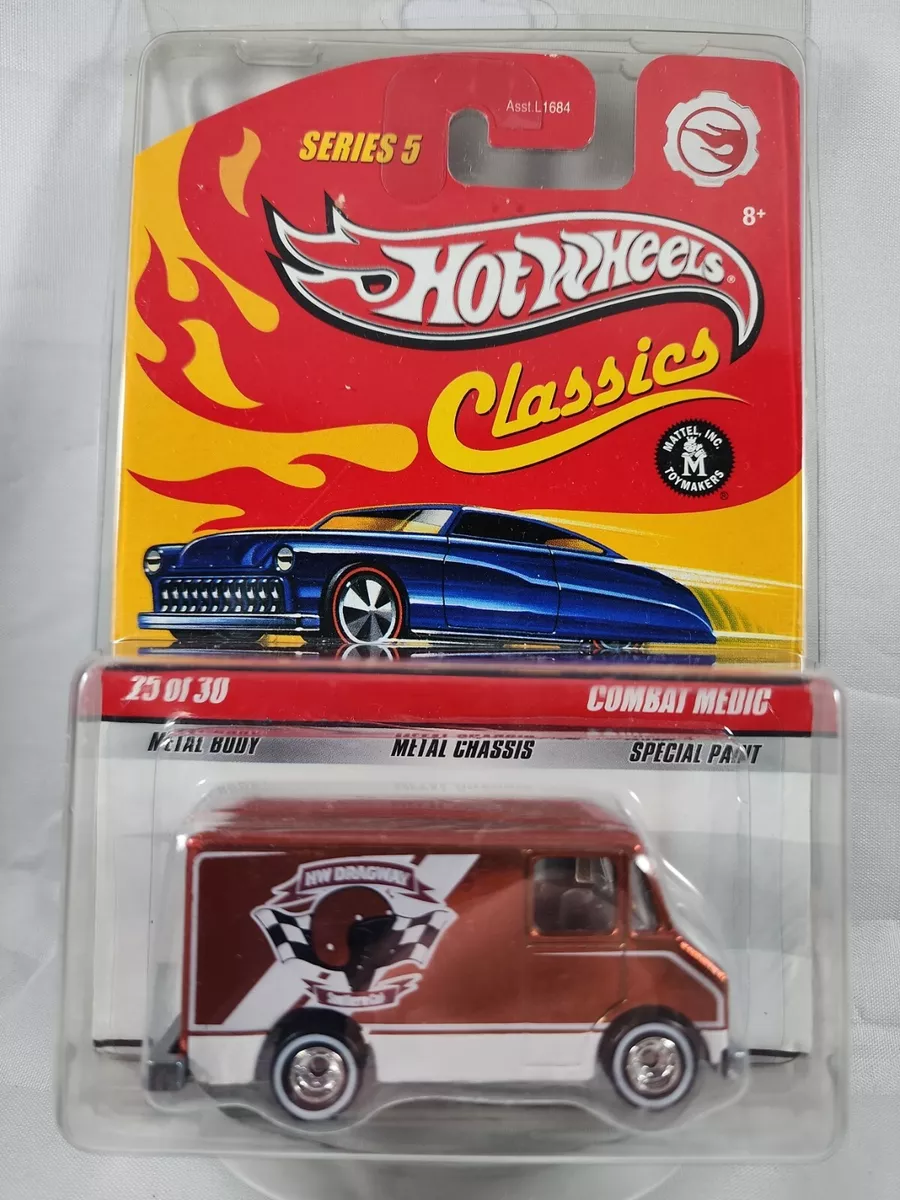 Asst.L1684
SERIES 5
8+
Hot Wheels®
Classics
MATTEL, INC.
M
TOYMAKERS
®
25 of 30
COMBAT MEDIC
METAL BODY
METAL CHASSIS
SPECIAL PAINT
HW DRAGWAY